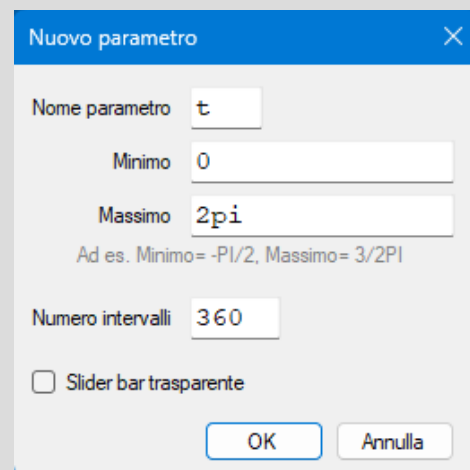 Nuovo parametro
Nome parametro t
Minimo 0
Massimo 2pi
Ad es. Minimo= -PI/2, Massimo= 3/2PI
Numero intervalli 360
Slider bar trasparente
OK Annulla